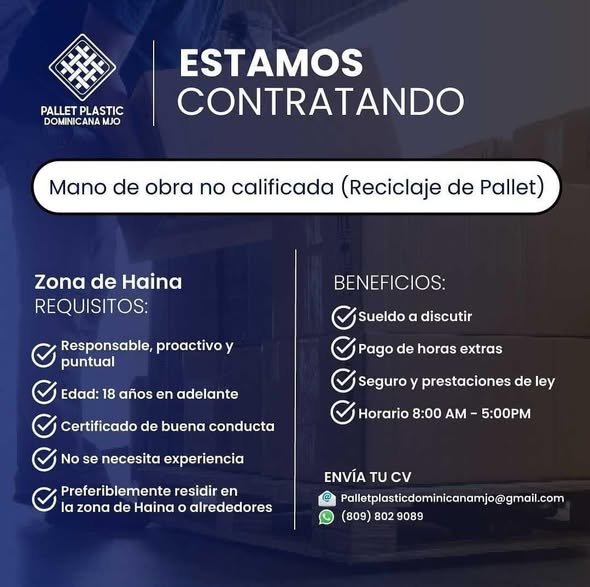 PALLET PLASTIC
DOMINICANA MJO
ESTAMOS
CONTRATANDO
Mano de obra no calificada (Reciclaje de Pallet)
Zona de Haina
REQUISITOS:
Responsable, proactivo y
puntual
Edad: 18 años en adelante
Certificado de buena conducta
No se necesita experiencia
Preferiblemente residir en
la zona de Haina o alrededores
BENEFICIOS:
Sueldo a discutir
Pago de horas extras
Seguro y prestaciones de ley
Horario 8:00 AM - 5:00PM
ENVÍA TU CV
Palletplasticdominicanamjo@gmail.com
(809) 802 9089